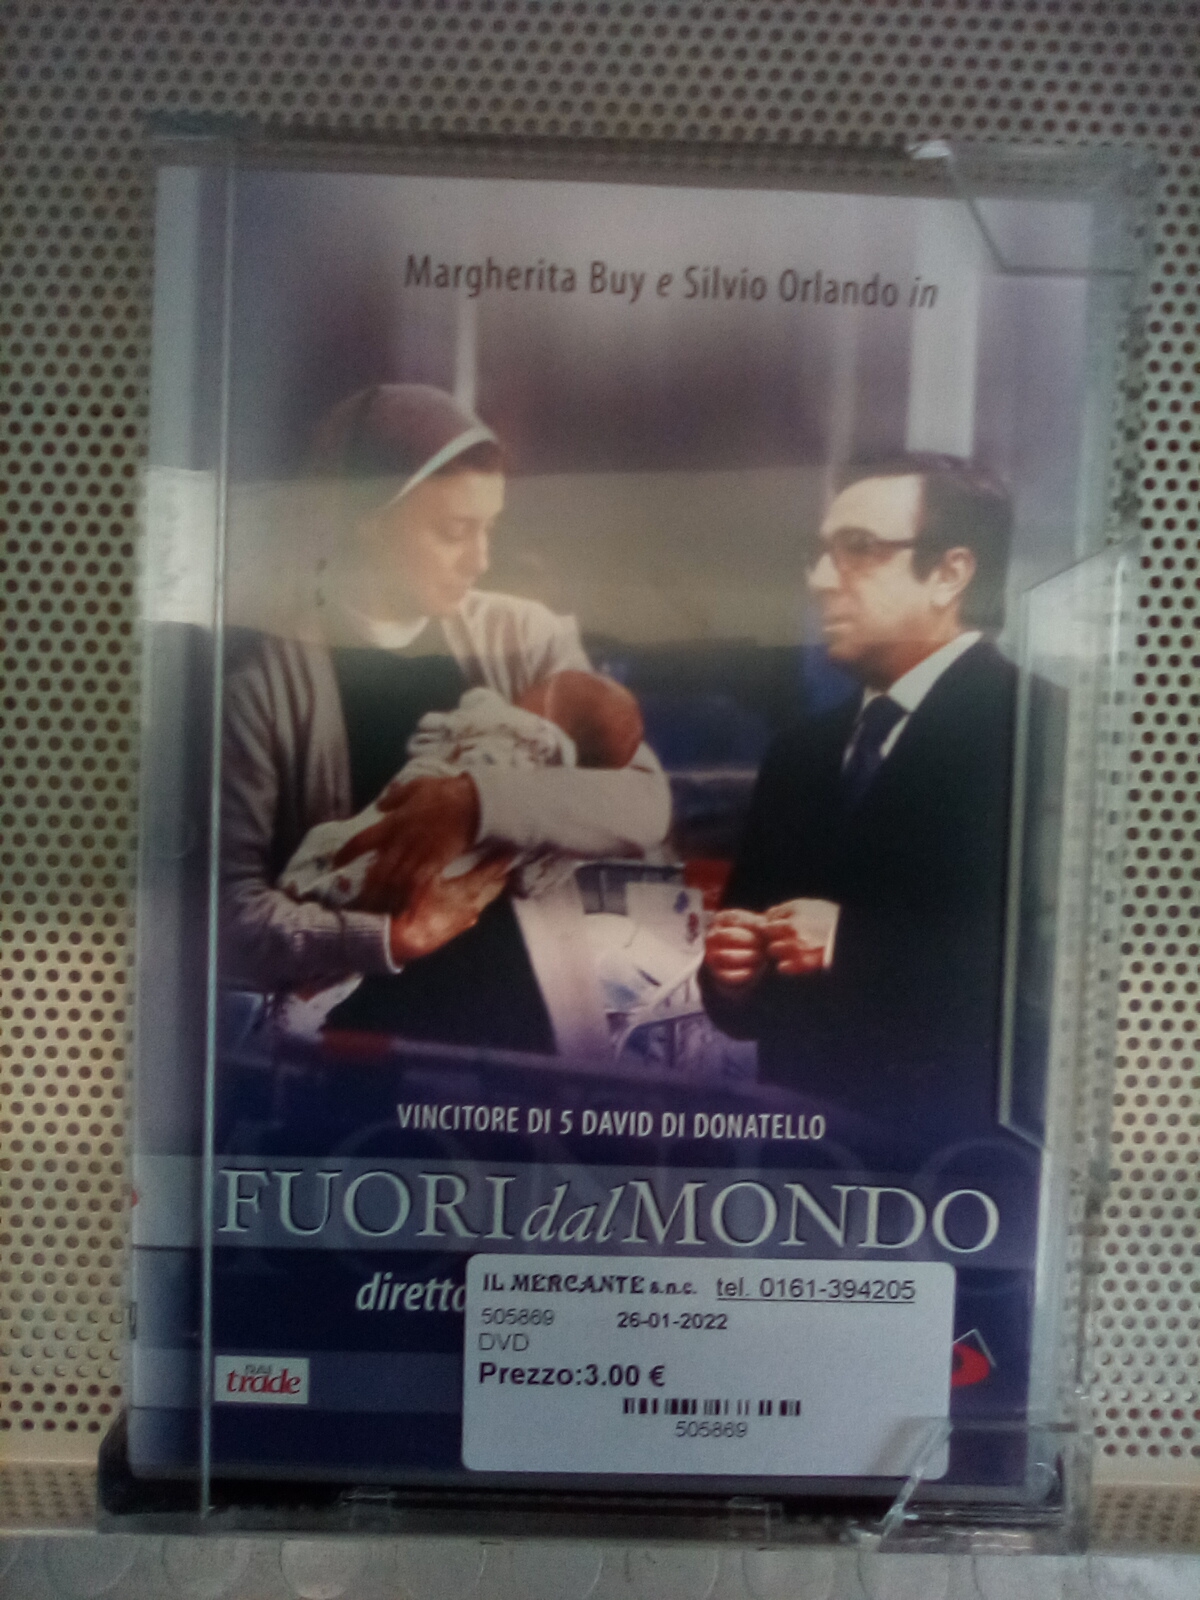 Margherita Buy e Silvio Orlando in
VINCITORE DI 5 DAVID DI DONATELLO
FUORI dal MONDO
IL MERCANTE s.n.c. tel. 0161-394205
505869 26-01-2022
DVD
Prezzo:3.00 €
505869
RAI trade